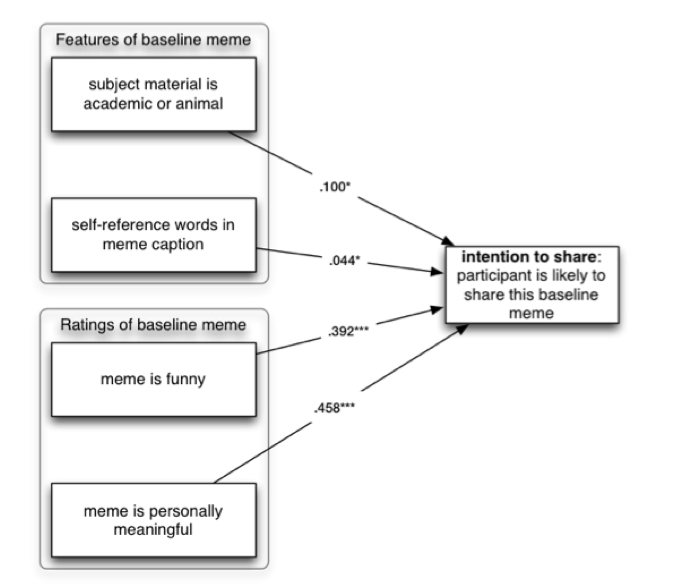 Features of baseline meme
subject material is
academic or animal
.100*
self-reference words in
meme caption
.044*
intention to share:
participant is likely to
share this baseline
meme
Ratings of baseline meme
.392***
meme is funny
.458***
meme is personally
meaningful